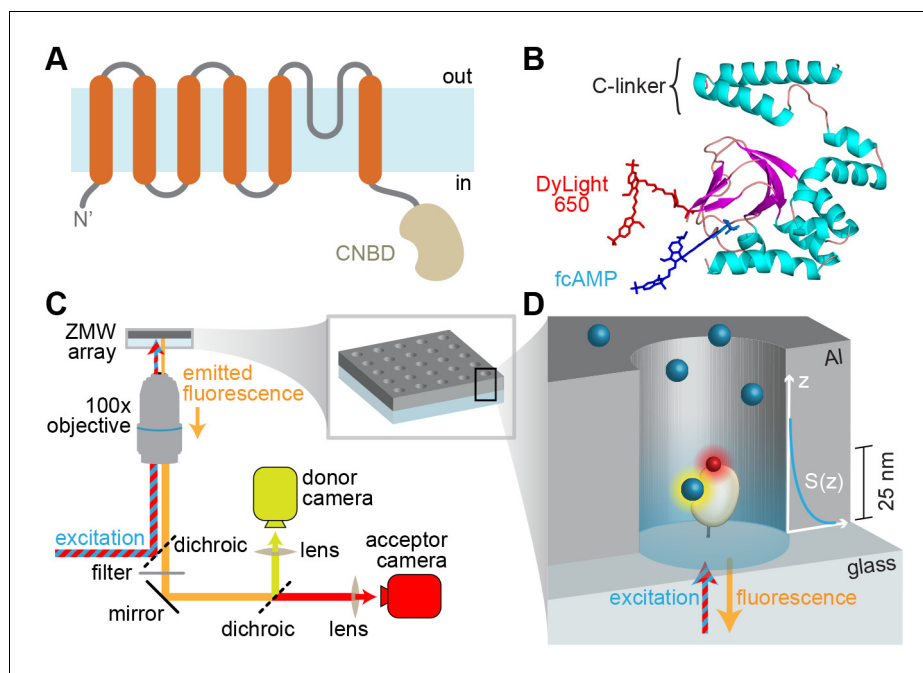 A
out
in
N'
CNBD
B
C-linker
DyLight
650
fcAMP
C
ZMW
array
emitted
fluorescence
100x
objective
donor
camera
excitation
dichroic
lens
acceptor
camera
filter
mirror
dichroic
lens
D
Al
z
S(z)
25 nm
glass
excitation
fluorescence